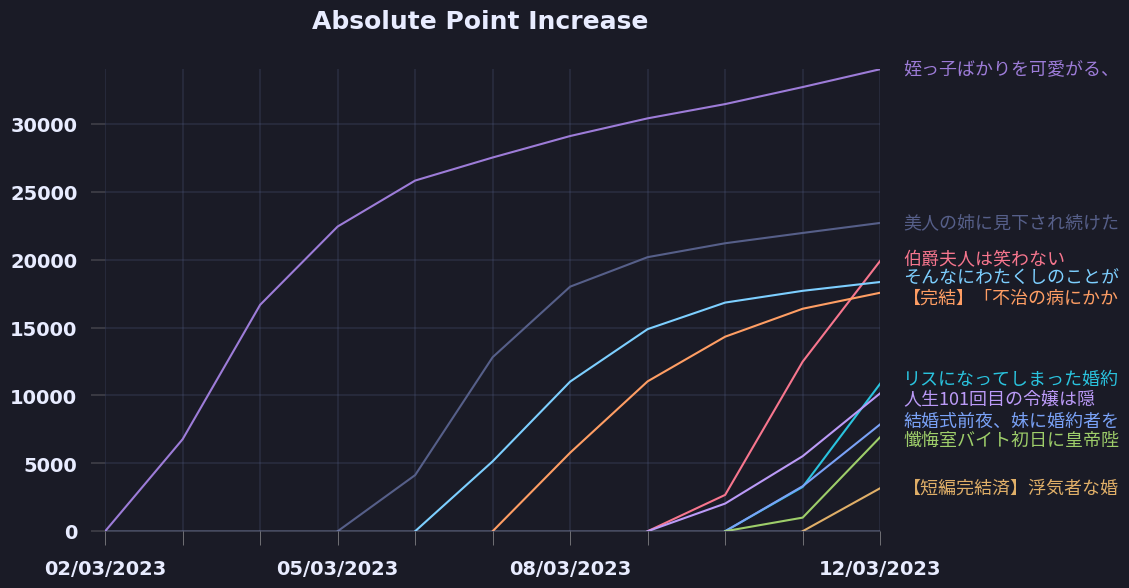 Absolute Point Increase
姪っ子ばかりを可愛がる、
30000
25000
美人の姉に見下され続けた
20000
伯爵夫人は笑わない
そんなにわたくしのことが
【完結】「不治の病にかか
15000
リスになってしまった婚約
10000
人生101回目の令嬢は隠
結婚式前夜、妹に婚約者を
懺悔室バイト初日に皇帝陛
5000
【短編完結済】浮気者な婚
0
02/03/2023
05/03/2023
08/03/2023
12/03/2023